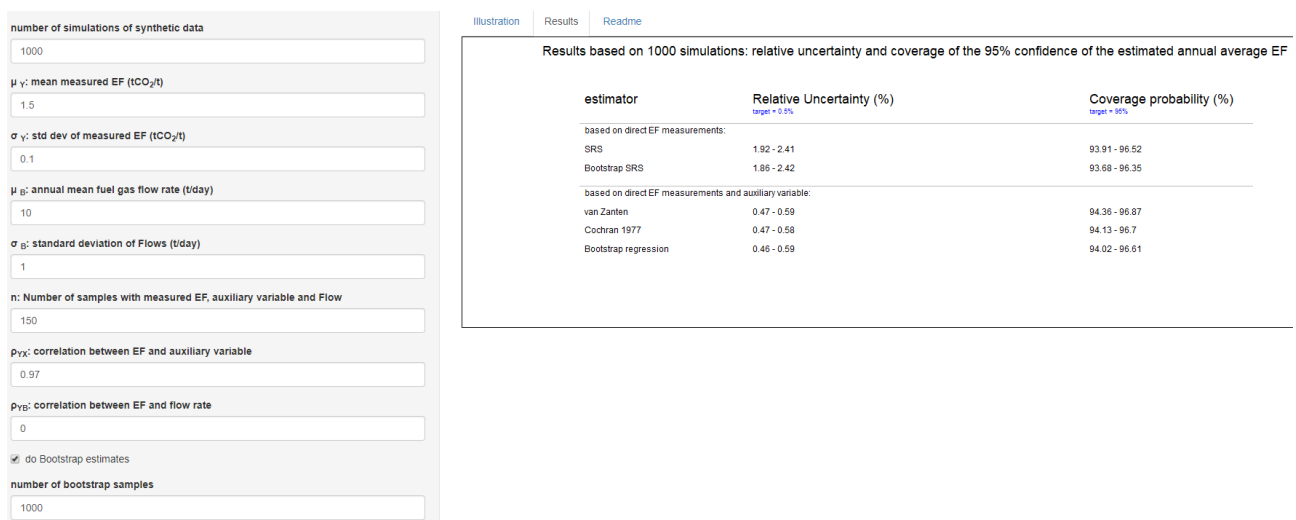 number of simulations of synthetic data
1000
μ Y: mean measured EF (tCO2/t)
1.5
σ Y: std dev of measured EF (tCO2/t)
0.1
μ B: annual mean fuel gas flow rate (t/day)
10
σ B: standard deviation of Flows (t/day)
1
n: Number of samples with measured EF, auxiliary variable and Flow
150
ρYX: correlation between EF and auxiliary variable
0.97
ρYB: correlation between EF and flow rate
0
do Bootstrap estimates
number of bootstrap samples
1000
Illustration Results Readme
Results based on 1000 simulations: relative uncertainty and coverage of the 95% confidence of the estimated annual average EF
estimator Relative Uncertainty (%) Coverage probability (%)
target = 0.5% target = 95%
based on direct EF measurements:
SRS 1.92 - 2.41 93.91 - 96.52
Bootstrap SRS 1.86 - 2.42 93.68 - 96.35
based on direct EF measurements and auxiliary variable:
van Zanten 0.47 - 0.59 94.36 - 96.87
Cochran 1977 0.47 - 0.58 94.13 - 96.7
Bootstrap regression 0.46 - 0.59 94.02 - 96.61